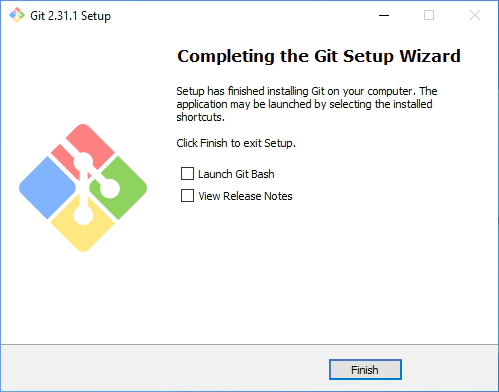 Git 2.31.1 Setup
Completing the Git Setup Wizard
Setup has finished installing Git on your computer. The
application may be launched by selecting the installed
shortcuts.
Click Finish to exit Setup.
Launch Git Bash
View Release Notes
Finish